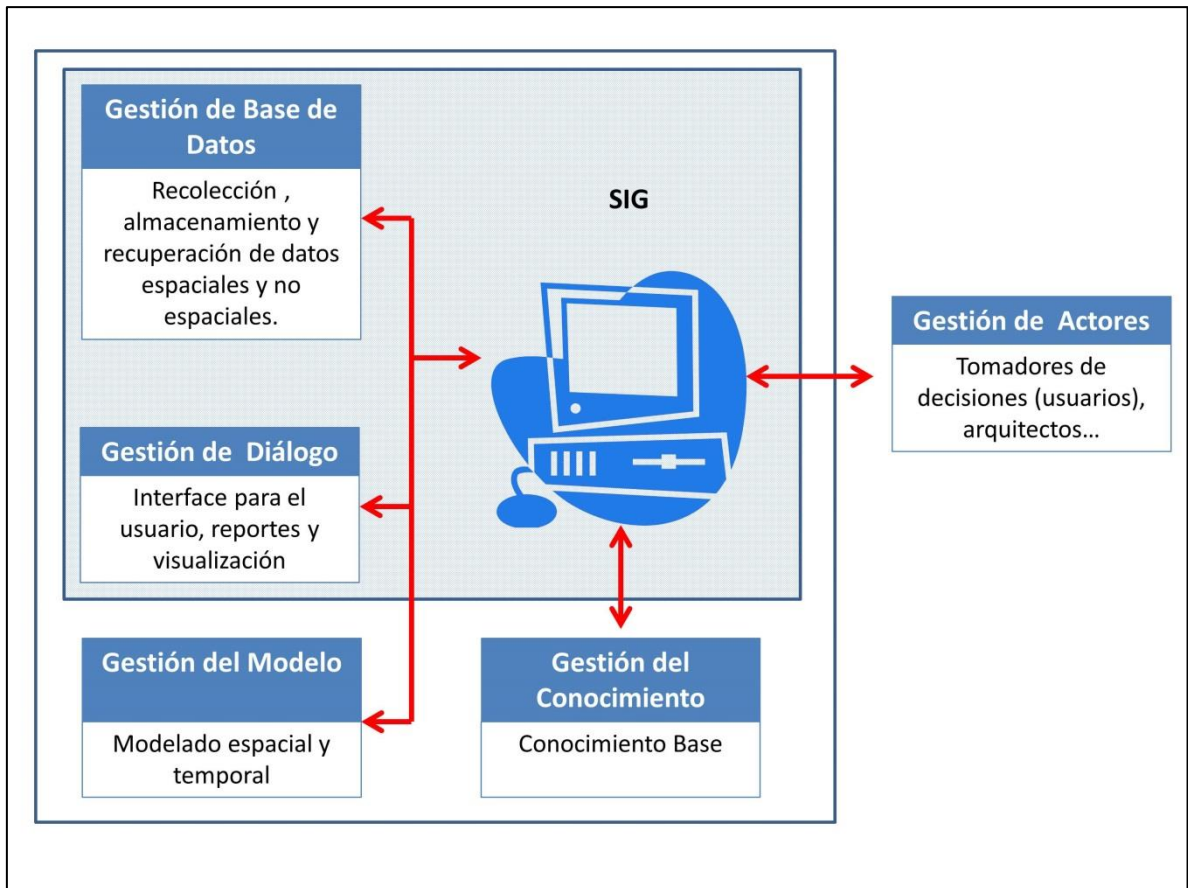 Gestión de Base de
Datos
Recolección ,
almacenamiento y
recuperación de datos
espaciales y no
espaciales.
SIG
Gestión de Actores
Tomadores de
decisiones (usuarios),
arquitectos...
Gestión de Diálogo
Interface para el
usuario, reportes y
visualización
Gestión del Modelo
Modelado espacial y
temporal
Gestión del
Conocimiento
Conocimiento Base